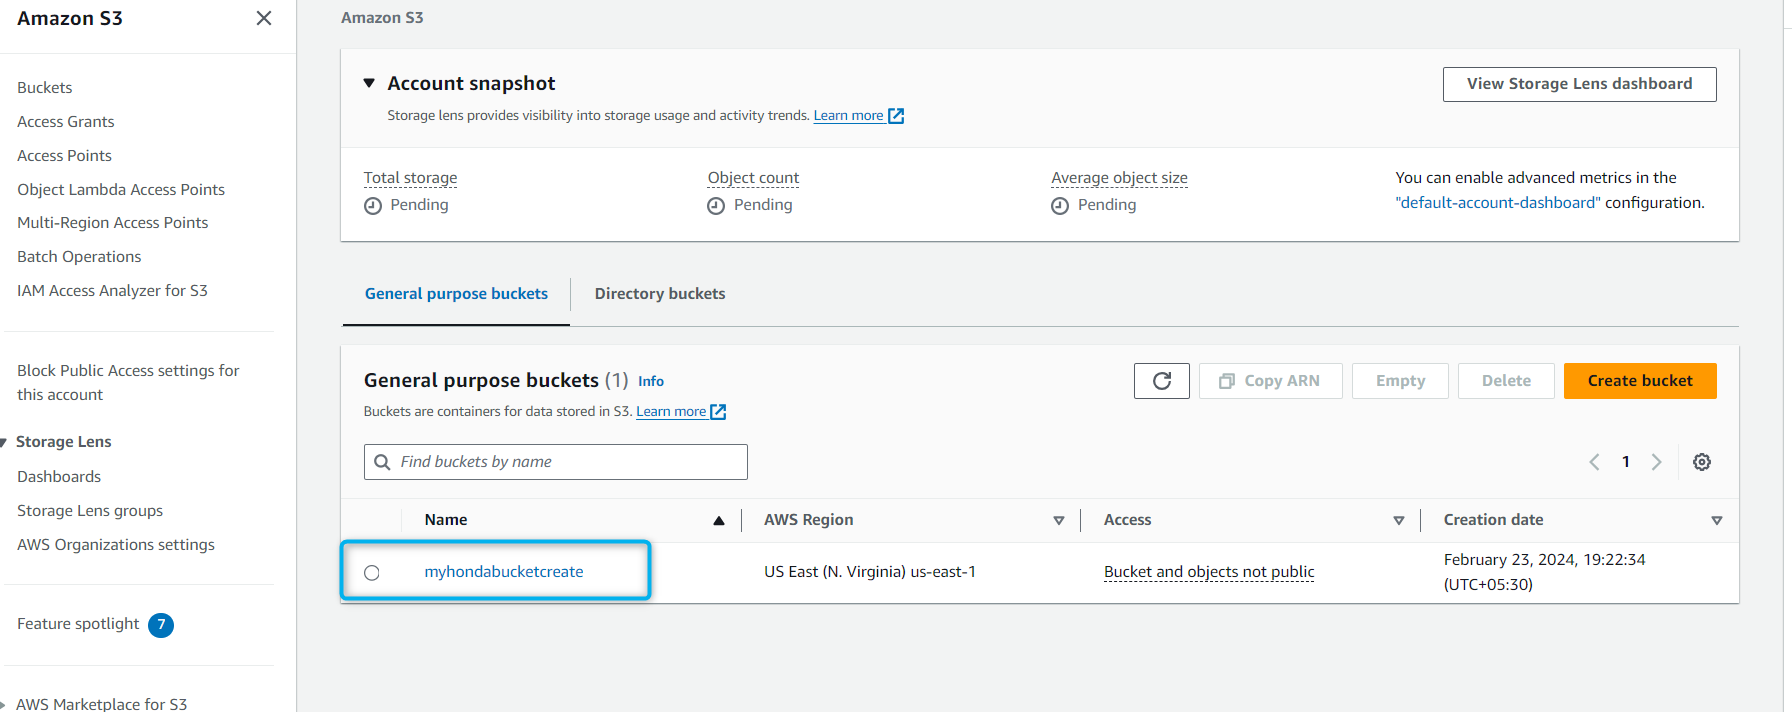 Amazon S3
Buckets
Access Grants
Access Points
Object Lambda Access Points
Multi-Region Access Points
Batch Operations
IAM Access Analyzer for S3
Block Public Access settings for
this account
Storage Lens
Dashboards
Storage Lens groups
AWS Organizations settings
Feature spotlight 7
AWS Marketplace for S3
Amazon S3
Account snapshot
View Storage Lens dashboard
Storage lens provides visibility into storage usage and activity trends. Learn more
Total storage
Pending
Object count
Pending
Average object size
Pending
You can enable advanced metrics in the
"default-account-dashboard" configuration.
General purpose buckets
Directory buckets
General purpose buckets (1) Info
Buckets are containers for data stored in S3. Learn more
Copy ARN
Empty
Delete
Create bucket
Find buckets by name
1
Name
AWS Region
Access
Creation date
myhondabucketcreate
US East (N. Virginia) us-east-1
Bucket and objects not public
February 23, 2024, 19:22:34
(UTC+05:30)